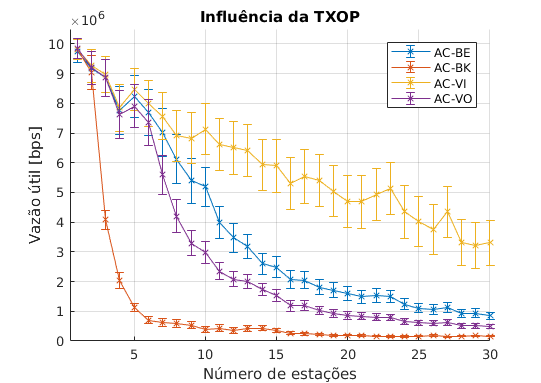 Influência da TXOP
×10⁶
10
9
8
7
6
5
4
3
2
1
0
Vazão útil [bps]
AC-BE
AC-BK
AC-VI
AC-VO
5 10 15 20 25 30
Número de estações